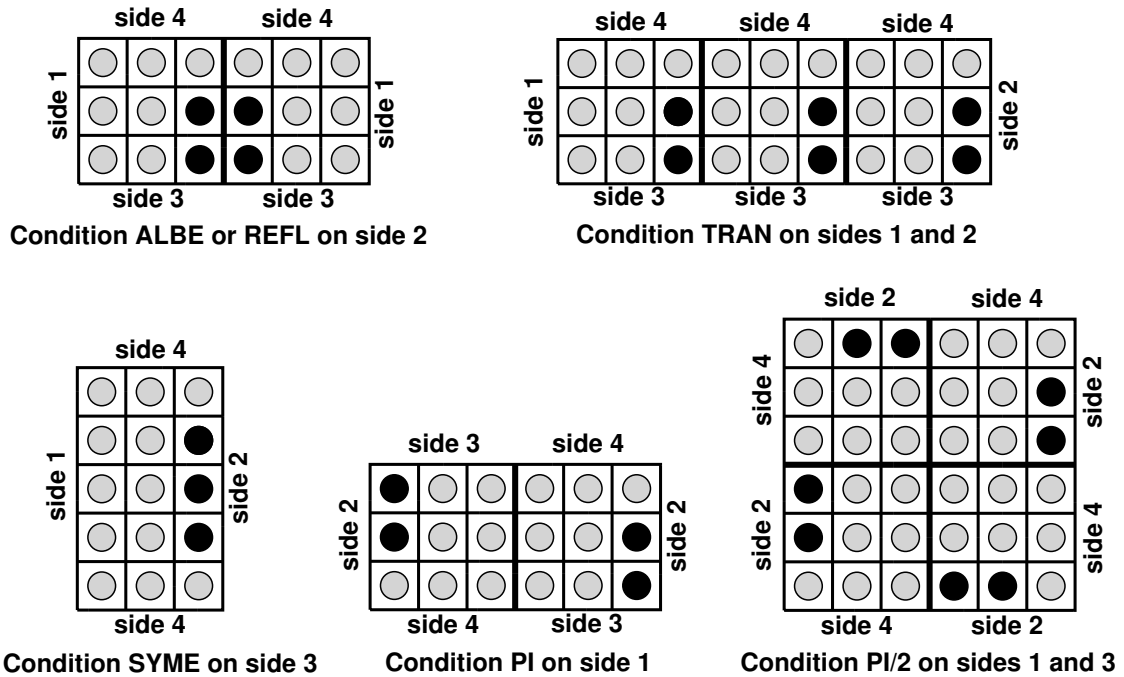 side 4 side 4
side 1
side 1
side 3 side 3
Condition ALBE or REFL on side 2
side 4 side 4 side 4
side 1
side 2
side 3 side 3 side 3
Condition TRAN on sides 1 and 2
side 4
side 1
side 2
side 4
Condition SYME on side 3
side 3 side 4
side 2
side 2
side 4 side 3
Condition PI on side 1
side 2 side 4
side 4
side 2
side 2
side 4
side 4 side 2
Condition PI/2 on sides 1 and 3